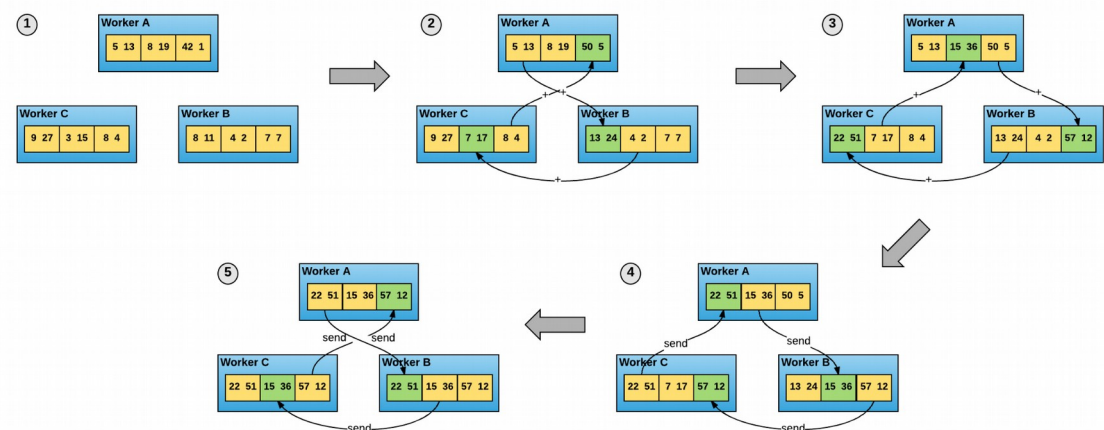 1
Worker A
5 13 8 19 42 1
Worker C
9 27 3 15 8 4
Worker B
8 11 4 2 7 7
2
Worker A
5 13 8 19 50 5
+ +
Worker C
9 27 7 17 8 4
Worker B
13 24 4 2 7 7
+
3
Worker A
5 13 15 36 50 5
+ +
Worker C
22 51 7 17 8 4
Worker B
13 24 4 2 57 12
+
4
Worker A
22 51 15 36 50 5
send send
Worker C
22 51 7 17 57 12
Worker B
13 24 15 36 57 12
send
5
Worker A
22 51 15 36 57 12
send send
Worker C
22 51 15 36 57 12
Worker B
22 51 15 36 57 12
send